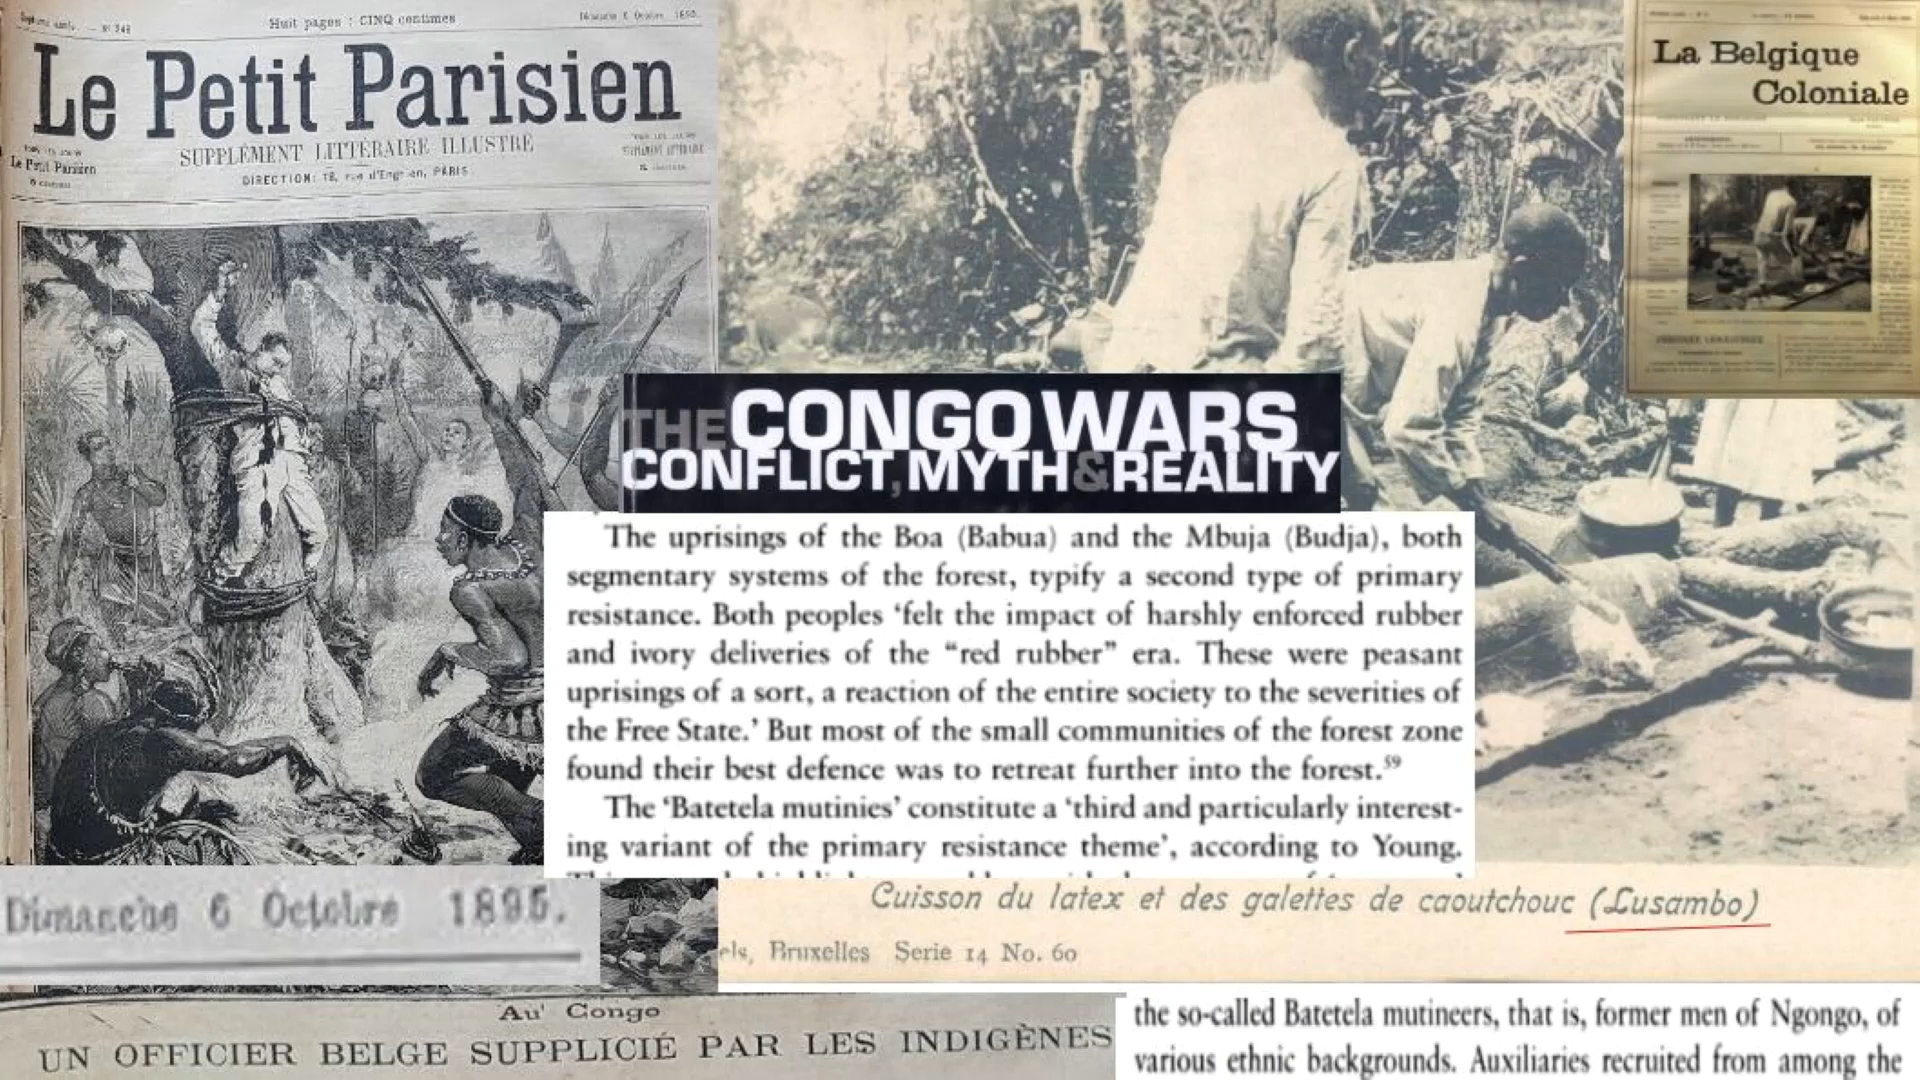 Huit pages : CINQ centimes
Le Petit Parisien
SUPPLÉMENT LITTÉRAIRE ILLUSTRÉ
Le Petit Parisien
DIRECTION: 18, rue d'Enghien, PARIS
La Belgique
Coloniale
THE CONGO WARS
CONFLICT, MYTH & REALITY
The uprisings of the Boa (Babua) and the Mbuja (Budja), both
segmentary systems of the forest, typify a second type of primary
resistance. Both peoples ‘felt the impact of harshly enforced rubber
and ivory deliveries of the “red rubber” era. These were peasant
uprisings of a sort, a reaction of the entire society to the severities of
the Free State.’ But most of the small communities of the forest zone
found their best defence was to retreat further into the forest.⁵⁹
The ‘Batetela mutinies’ constitute a ‘third and particularly interest-
ing variant of the primary resistance theme’, according to Young.
Dimanche 6 Octobre 1895.
Cuisson du latex et des galettes de caoutchouc (Lusambo)
els, Bruxelles Serie 14 No. 60
Au Congo
UN OFFICIER BELGE SUPPLICIÉ PAR LES INDIGÈNES
the so-called Batetela mutineers, that is, former men of Ngongo, of
various ethnic backgrounds. Auxiliaries recruited from among the